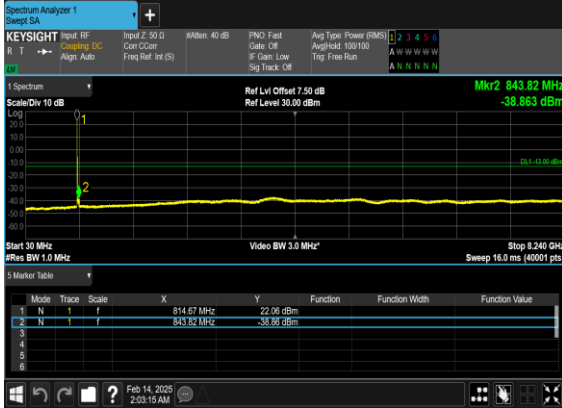 Spectrum Analyzer 1
Swept SA
+
KEYSIGHT Input: RF Input Z: 50 Ω #Atten: 40 dB PNO: Fast Avg Type: Power (RMS) 1 2 3 4 5 6
R T Coupling: DC Corr CCorr Gate: Off Avg|Hold: 100/100 A W W W W W
Align: Auto Freq Ref: Int (S) IF Gain: Low Trig: Free Run
Sig Track: Off A N N N N N
1 Spectrum Ref Lvl Offset 7.50 dB Mkr2 843.82 MHz
Scale/Div 10 dB Ref Level 30.00 dBm -38.863 dBm
Log
20.0
1
0.00
-10.0
DL1 -13.00 dBm
-20.0
-30.0
2
-40.0
-50.0
-60.0
Start 30 MHz Video BW 3.0 MHz* Stop 8.240 GHz
#Res BW 1.0 MHz Sweep 16.0 ms (40001 pts)
5 Marker Table
Mode Trace Scale X Y Function Function Width Function Value
1 N 1 f 814.67 MHz 22.06 dBm
2 N 1 f 843.82 MHz -38.86 dBm
3
4
5
6
? Feb 14, 2025
2:03:15 AM